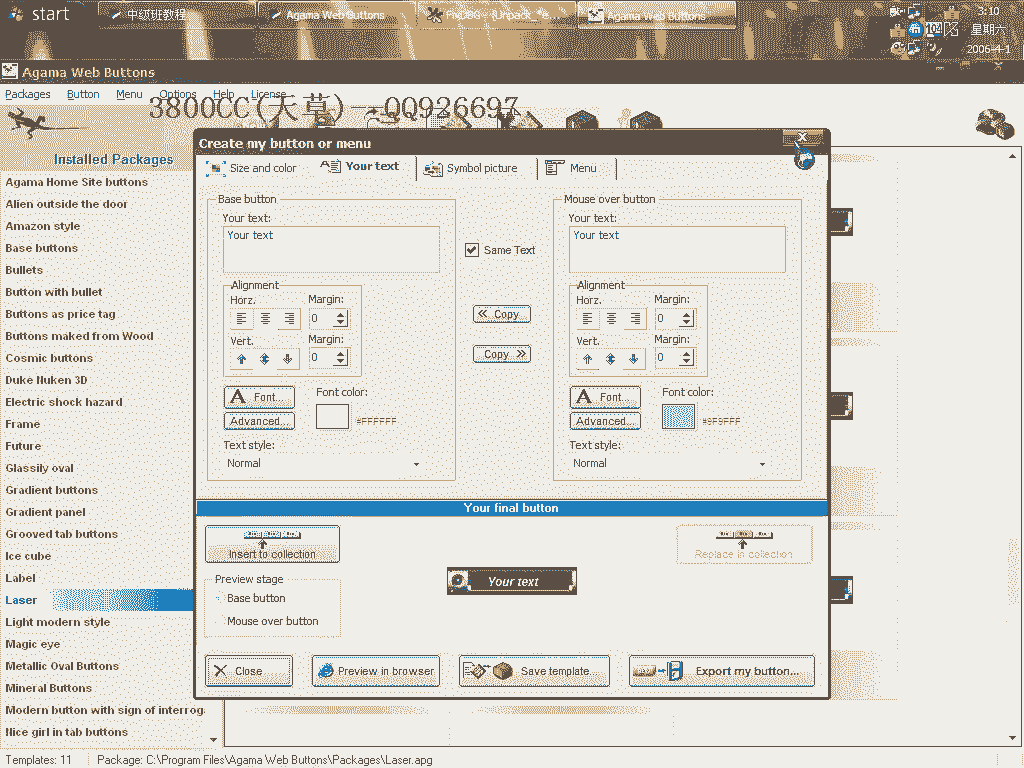 start
中级班教程
Agama Web Buttons
Agama Web Buttons
3:10
星期六
2006-4-1
Agama Web Buttons
Packages Button Menu Options Help License
3800CC(天草)--QQ926697
Installed Packages
Agama Home Site buttons
Alien outside the door
Amazon style
Base buttons
Bullets
Button with bullet
Buttons as price tag
Buttons maked from Wood
Cosmic buttons
Duke Nuken 3D
Electric shock hazard
Frame
Future
Glassily oval
Gradient buttons
Gradient panel
Grooved tab buttons
Ice cube
Label
Laser
Light modern style
Magic eye
Metallic Oval Buttons
Mineral Buttons
Modern button with sign of interrog
Nice girl in tab buttons
Create my button or menu
Size and color Your text Symbol picture Menu
Base button
Your text:
Your text
Alignment
Horz. Margin:
0
Vert. Margin:
0
Font...
Advanced...
Font color:
#FFFFFF
Text style:
Normal
Same Text
« Copy
Copy »
Mouse over button
Your text:
Your text
Alignment
Horz. Margin:
0
Vert. Margin:
0
Font...
Advanced...
Font color:
#9F9FFF
Text style:
Normal
Your final button
Insert to collection
Replace in collection
Preview stage
Base button
Mouse over button
Your text
Close
Preview in browser
Save template...
Export my button...
Templates: 11 Package: C:\Program Files\Agama Web Buttons\Packages\Laser.apg